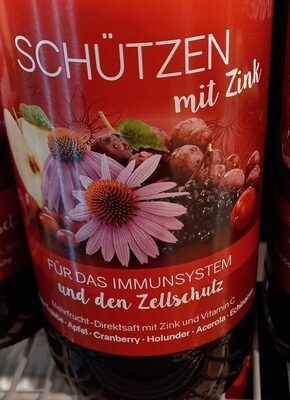 SCHÜTZEN
mit Zink
FÜR DAS IMMUNSYSTEM
und den Zellschutz
Mehrfrucht-Direktsaft mit Zink und Vitamin C
Apfel · Cranberry · Holunder · Acerola · Echinacea